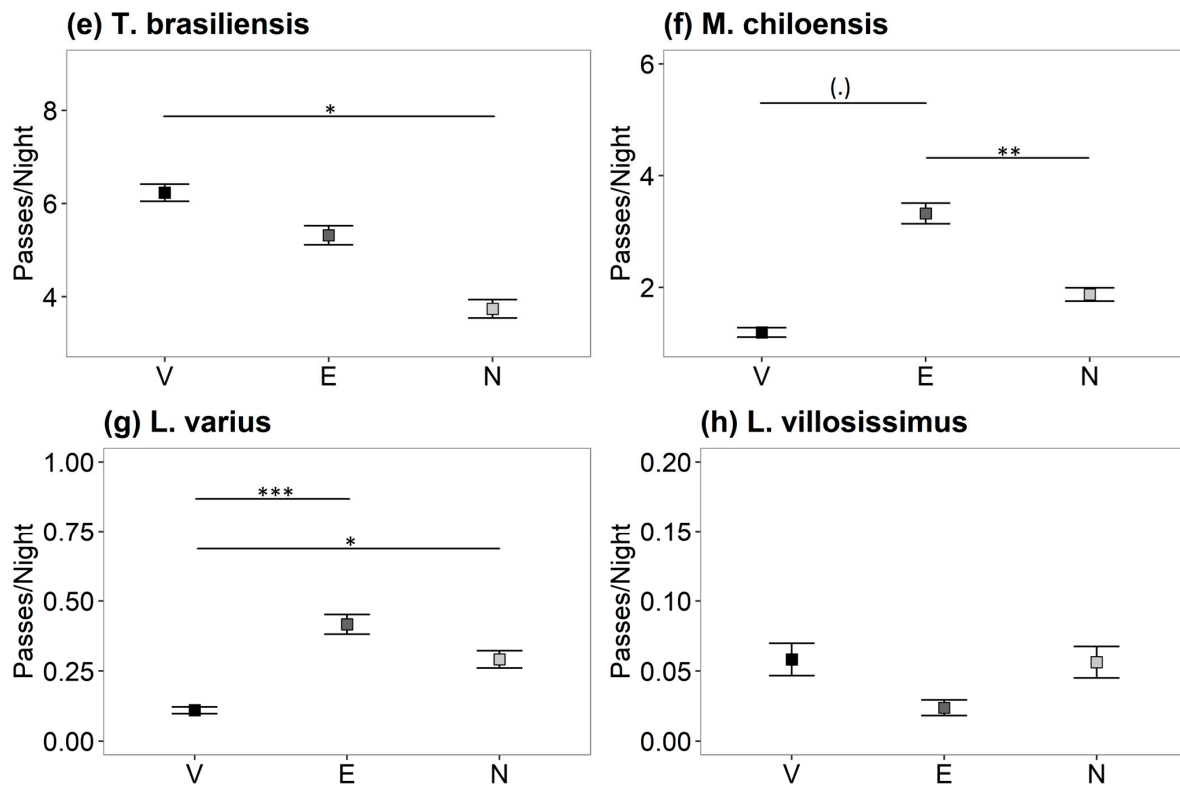 (e) T. brasiliensis
Passes/Night
8
6
4
*
V E N
(f) M. chiloensis
Passes/Night
6
4
2
(.)
**
V E N
(g) L. varius
Passes/Night
1.00
0.75
0.50
0.25
0.00
***
*
V E N
(h) L. villosissimus
Passes/Night
0.20
0.15
0.10
0.05
0.00
V E N